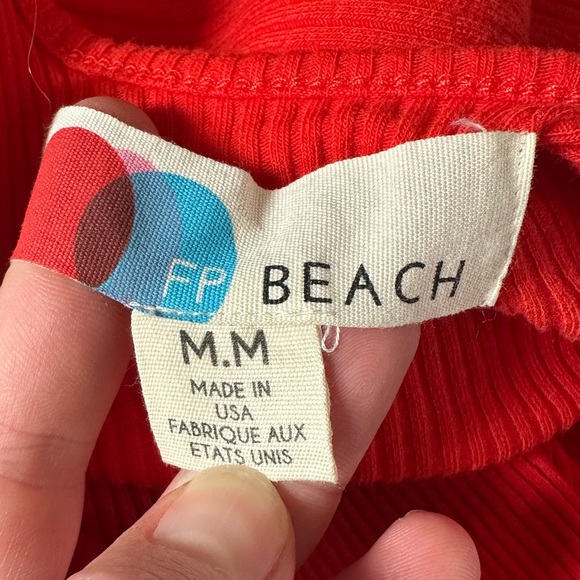 FP BEACH
M.M
MADE IN
USA
FABRIQUE AUX
ETATS UNIS